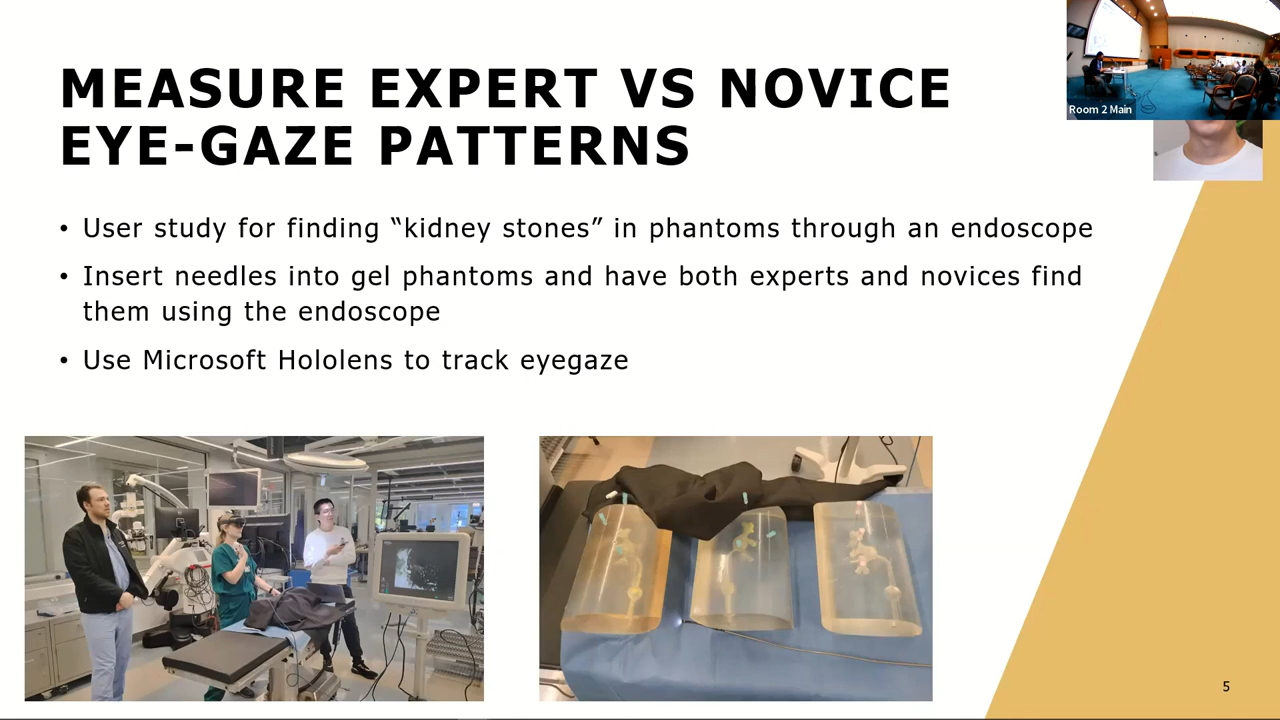 MEASURE EXPERT VS NOVICE
EYE-GAZE PATTERNS
Room 2 Main
• User study for finding “kidney stones” in phantoms through an endoscope
• Insert needles into gel phantoms and have both experts and novices find
them using the endoscope
• Use Microsoft Hololens to track eyegaze
5